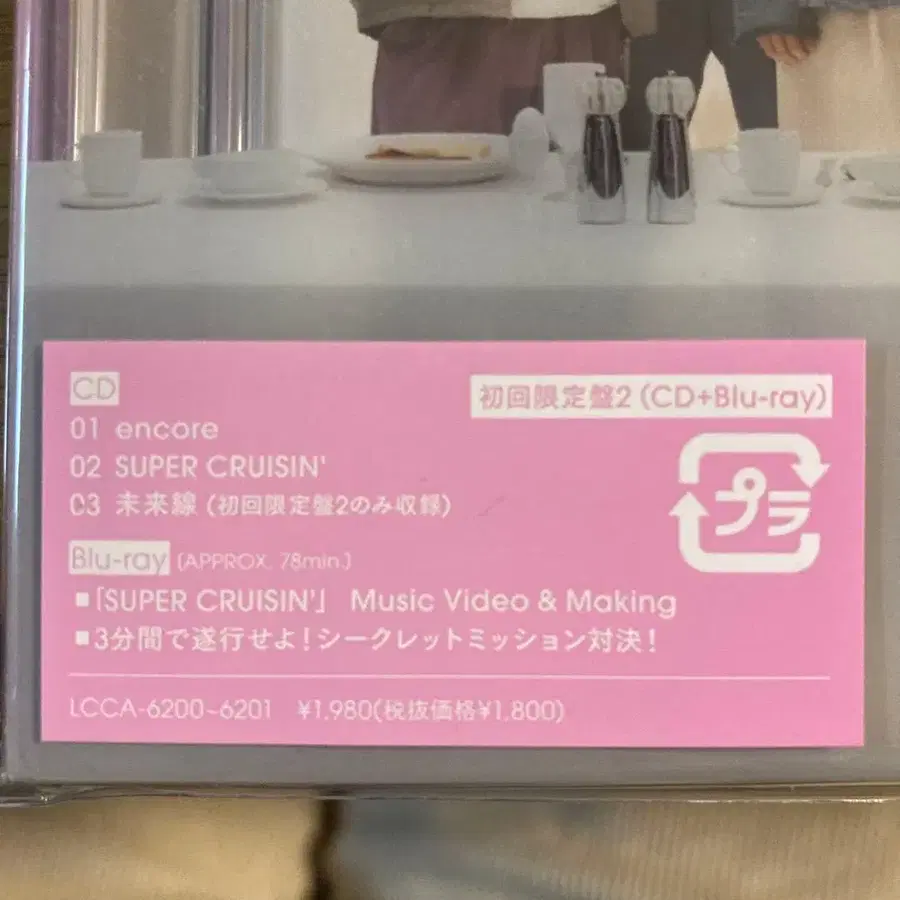 CD
初回限定盤2 (CD+Blu-ray)
01 encore
02 SUPER CRUISIN'
03 未来線 (初回限定盤2のみ収録)
プラ
Blu-ray (APPROX. 78min.)
■「SUPER CRUISIN'」 Music Video & Making
■3分間で遂行せよ!シークレットミッション対決!
LCCA-6200~6201 ¥1,980(税抜価格¥1,800)